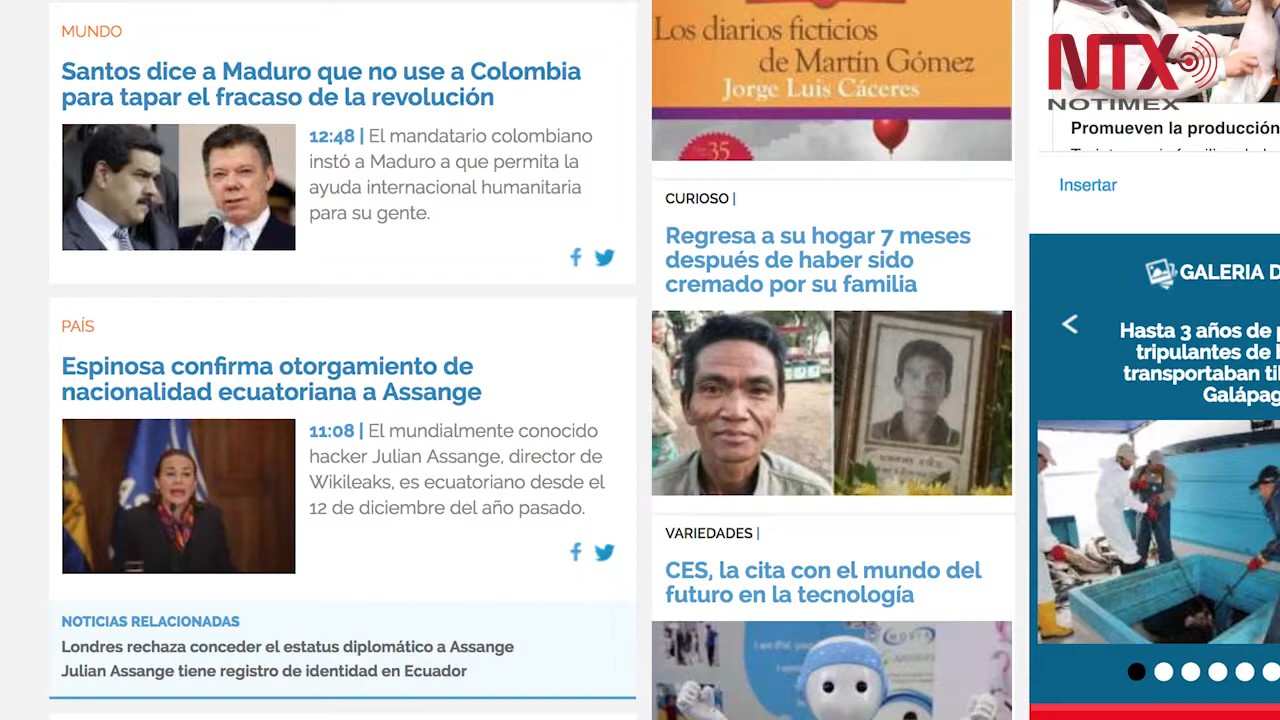 MUNDO
Santos dice a Maduro que no use a Colombia
para tapar el fracaso de la revolución
12:48 | El mandatario colombiano
instó a Maduro a que permita la
ayuda internacional humanitaria
para su gente.
PAÍS
Espinosa confirma otorgamiento de
nacionalidad ecuatoriana a Assange
11:08 | El mundialmente conocido
hacker Julian Assange, director de
Wikileaks, es ecuatoriano desde el
12 de diciembre del año pasado.
NOTICIAS RELACIONADAS
Londres rechaza conceder el estatus diplomático a Assange
Julian Assange tiene registro de identidad en Ecuador
Los diarios ficticios
de Martín Gómez
Jorge Luis Cáceres
35
CURIOSO |
Regresa a su hogar 7 meses
después de haber sido
cremado por su familia
VARIEDADES |
CES, la cita con el mundo del
futuro en la tecnología
NTX
NOTIMEX
Promueven la producción
Insertar
GALERIA D
Hasta 3 años de p
tripulantes de
transportaban ti
Galápag